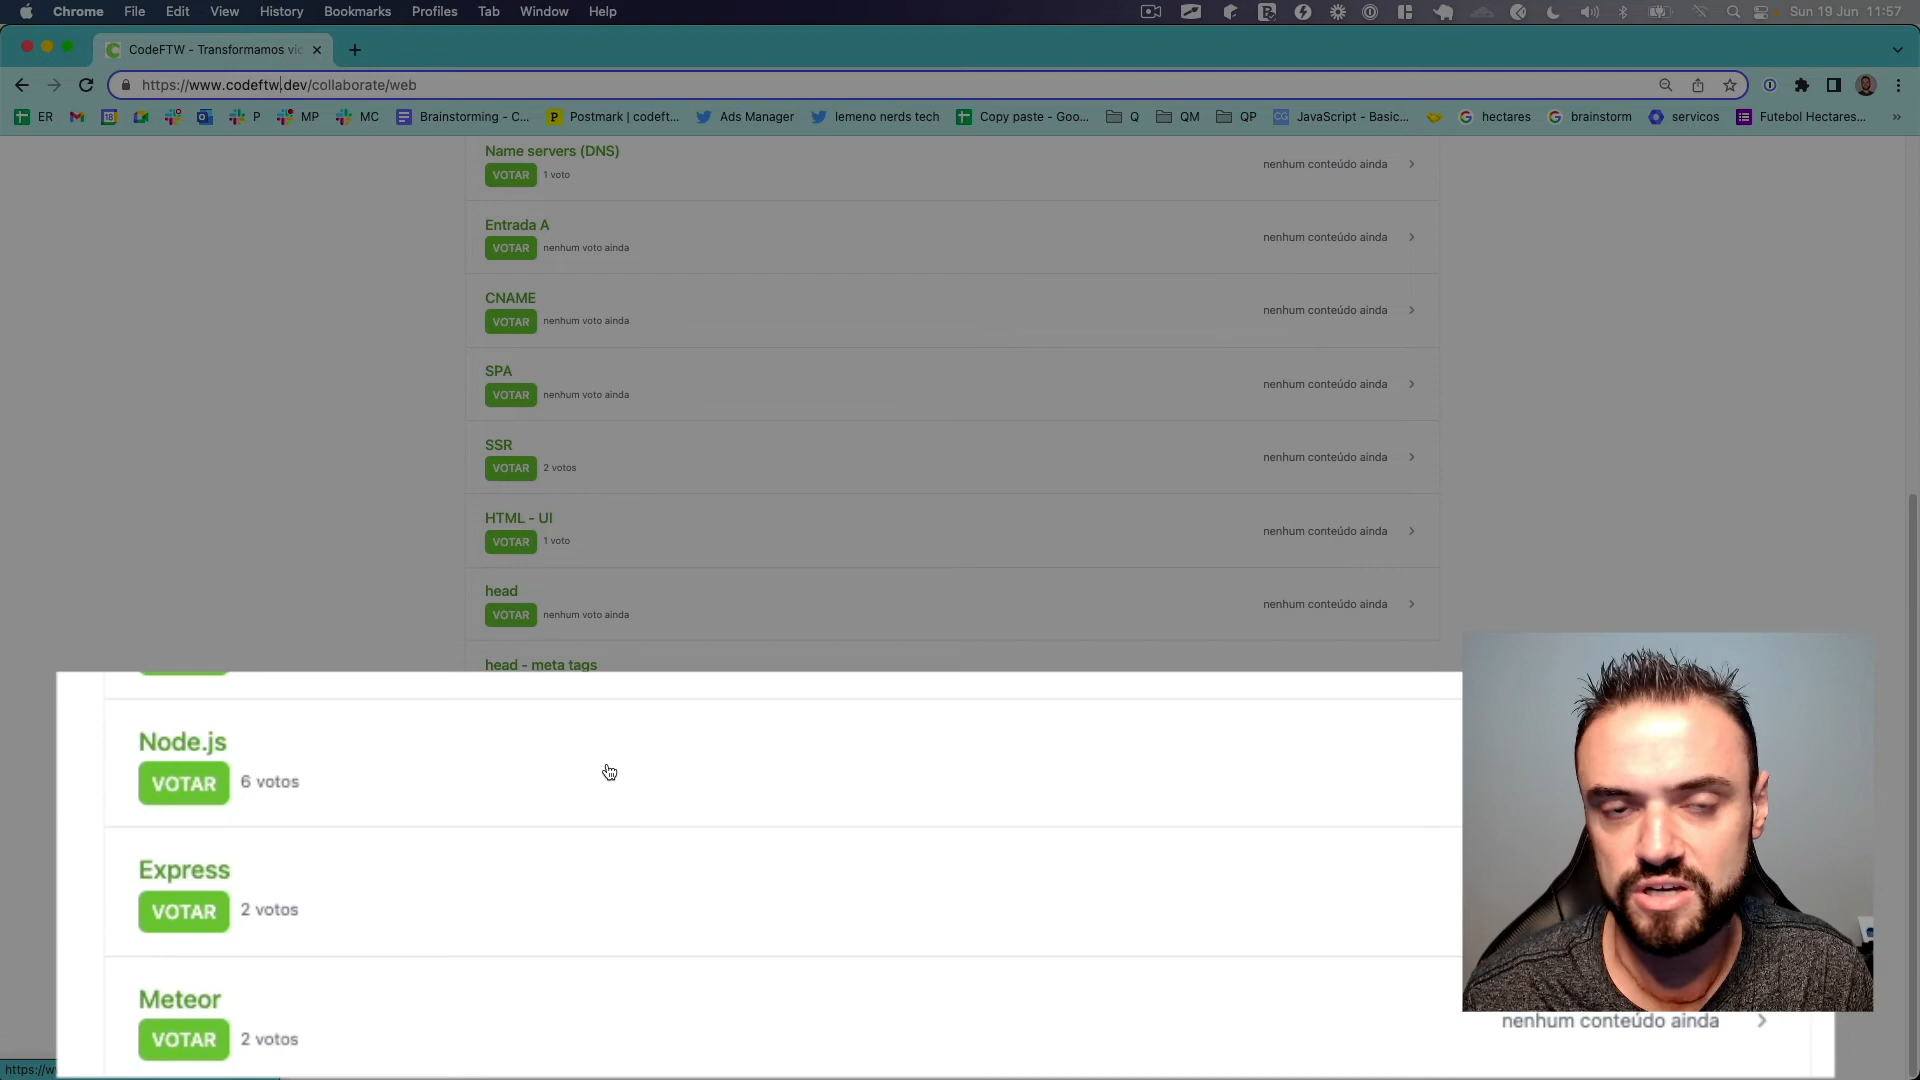 Chrome File Edit View History Bookmarks Profiles Tab Window Help Sun 19 Jun 11:57
CodeFTW - Transformamos vic
https://www.codeftw.dev/collaborate/web
ER P MP MC Brainstorming - C... Postmark | codeft... Ads Manager lemeno nerds tech Copy paste - Goo... Q QM QP JavaScript - Basic... hectares brainstorm servicos Futebol Hectares... »
Name servers (DNS)
VOTAR 1 voto nenhum conteúdo ainda
Entrada A
VOTAR nenhum voto ainda nenhum conteúdo ainda
CNAME
VOTAR nenhum voto ainda nenhum conteúdo ainda
SPA
VOTAR nenhum voto ainda nenhum conteúdo ainda
SSR
VOTAR 2 votos nenhum conteúdo ainda
HTML - UI
VOTAR 1 voto nenhum conteúdo ainda
head
VOTAR nenhum voto ainda nenhum conteúdo ainda
head - meta tags
Node.js
VOTAR 6 votos
Express
VOTAR 2 votos
Meteor
VOTAR 2 votos nenhum conteúdo ainda